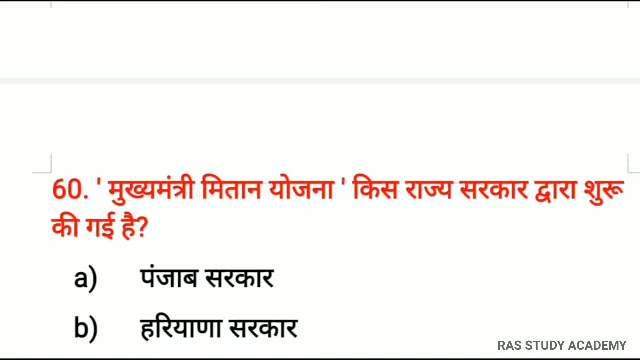 60. ' मुख्यमंत्री मितान योजना ' किस राज्य सरकार द्वारा शुरू
की गई है?
a) पंजाब सरकार
b) हरियाणा सरकार
RAS STUDY ACADEMY